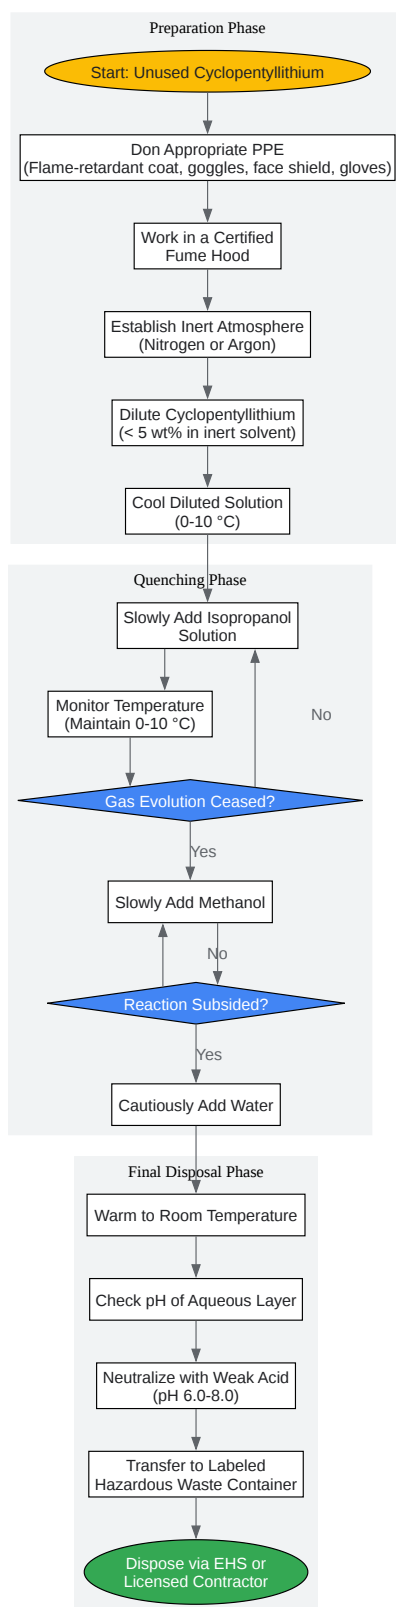 Preparation Phase
Start: Unused Cyclopentyllithium
Don Appropriate PPE
(Flame-retardant coat, goggles, face shield, gloves)
Work in a Certified
Fume Hood
Establish Inert Atmosphere
(Nitrogen or Argon)
Dilute Cyclopentyllithium
(< 5 wt% in inert solvent)
Cool Diluted Solution
(0-10 °C)
Quenching Phase
Slowly Add Isopropanol
Solution
Monitor Temperature
(Maintain 0-10 °C)
No
Gas Evolution Ceased?
Yes
Slowly Add Methanol
No
Reaction Subsided?
Yes
Cautiously Add Water
Final Disposal Phase
Warm to Room Temperature
Check pH of Aqueous Layer
Neutralize with Weak Acid
(pH 6.0-8.0)
Transfer to Labeled
Hazardous Waste Container
Dispose via EHS or
Licensed Contractor